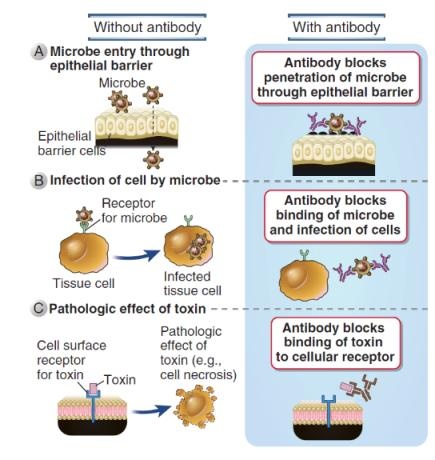 Without antibody
With antibody
A Microbe entry through
epithelial barrier
Microbe
Epithelial
barrier cells
Antibody blocks
penetration of microbe
through epithelial barrier
B Infection of cell by microbe
Receptor
for microbe
Tissue cell
Infected
tissue cell
Antibody blocks
binding of microbe
and infection of cells
C Pathologic effect of toxin
Cell surface
receptor
for toxin
Toxin
Pathologic
effect of
toxin (e.g.,
cell necrosis)
Antibody blocks
binding of toxin
to cellular receptor